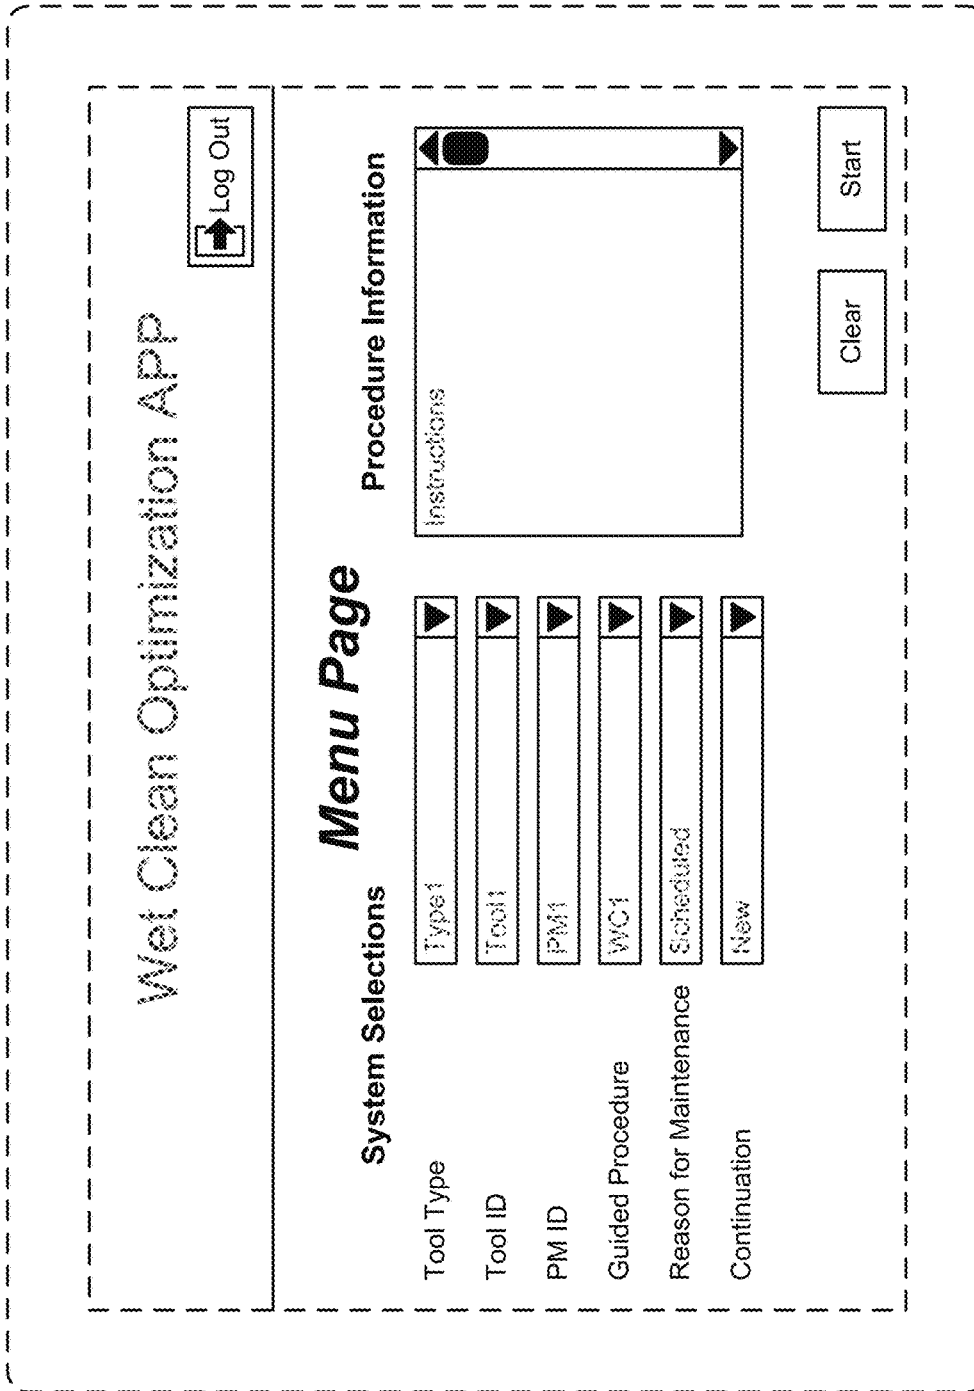 Wet Clean Optimization APP
Log Out
Menu Page
System Selections
Tool Type
Type1
Tool ID
Tool1
PM ID
PM1
Guided Procedure
WC1
Reason for Maintenance
Scheduled
Continuation
New
Procedure Information
Instructions
Clear
Start